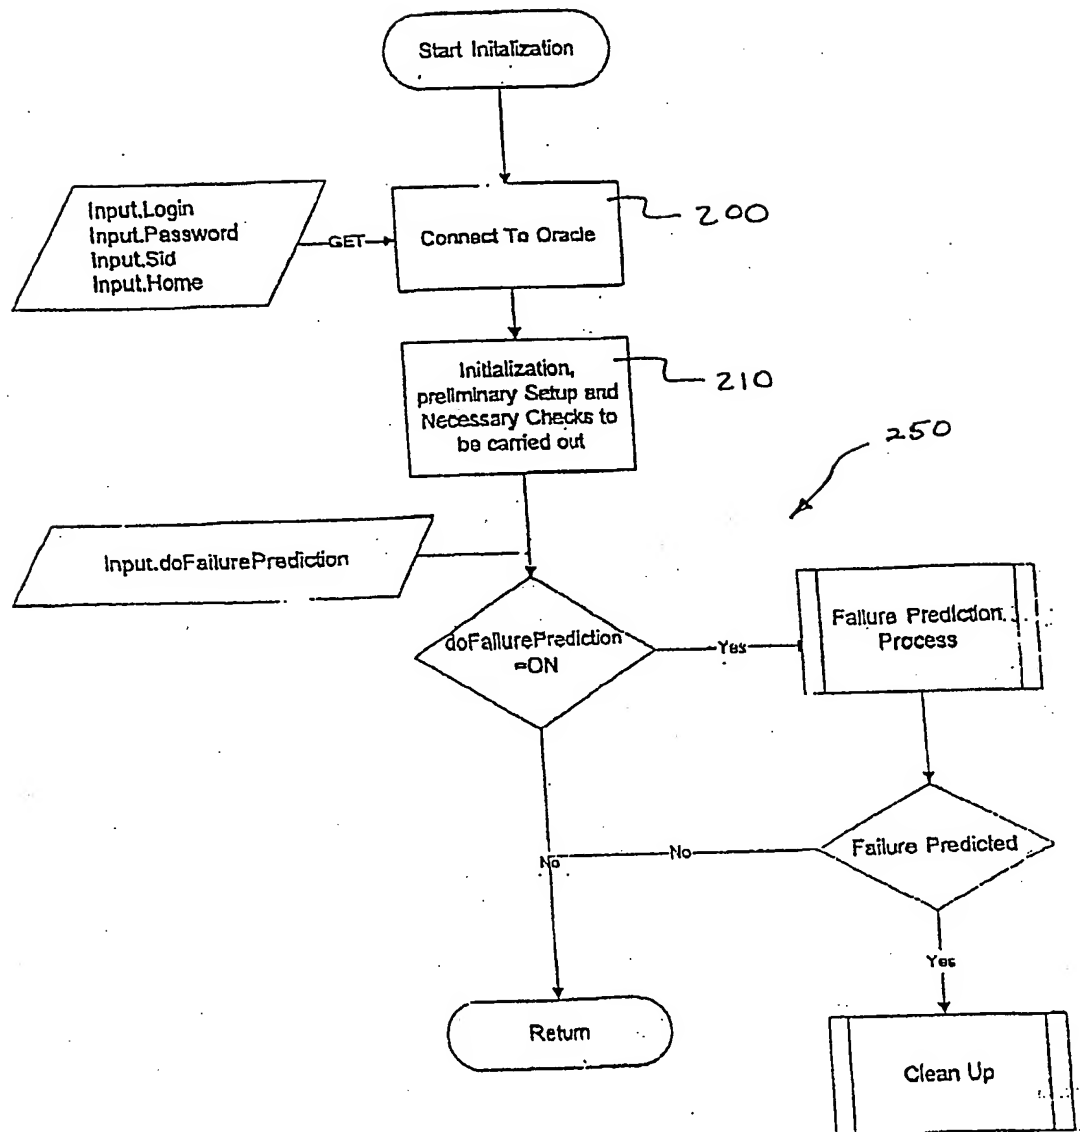 Start Initalization
Input.Login
Input.Password
Input.Sid
Input.Home
GET
Connect To Oracle
200
Initialization,
preliminary Setup and
Necessary Checks to
be carried out
210
250
Input.doFailurePrediction
doFailurePrediction
=ON
Yes
Failure Prediction
Process
Failure Predicted
No
No
Yes
Return
Clean Up